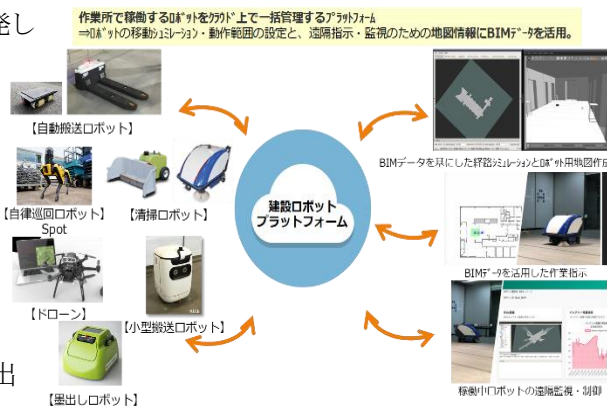 発し
作業所で稼働するロボットをクラウド上で一括管理するプラットフォーム
⇒ロボットの移動シュミレーション・動作範囲の設定と、遠隔指示・監視のための地図情報にBIMデータを活用。
【自動搬送ロボット】
【自律巡回ロボット】
Spot
【清掃ロボット】
【ドローン】
【小型搬送ロボット】
【墨出しロボット】
出
建設ロボット
プラットフォーム
BIMデータを基にした経路シミュレーションとロボット用地図作成
BIMデータを活用した作業指示
稼働中ロボットの遠隔監視・制御